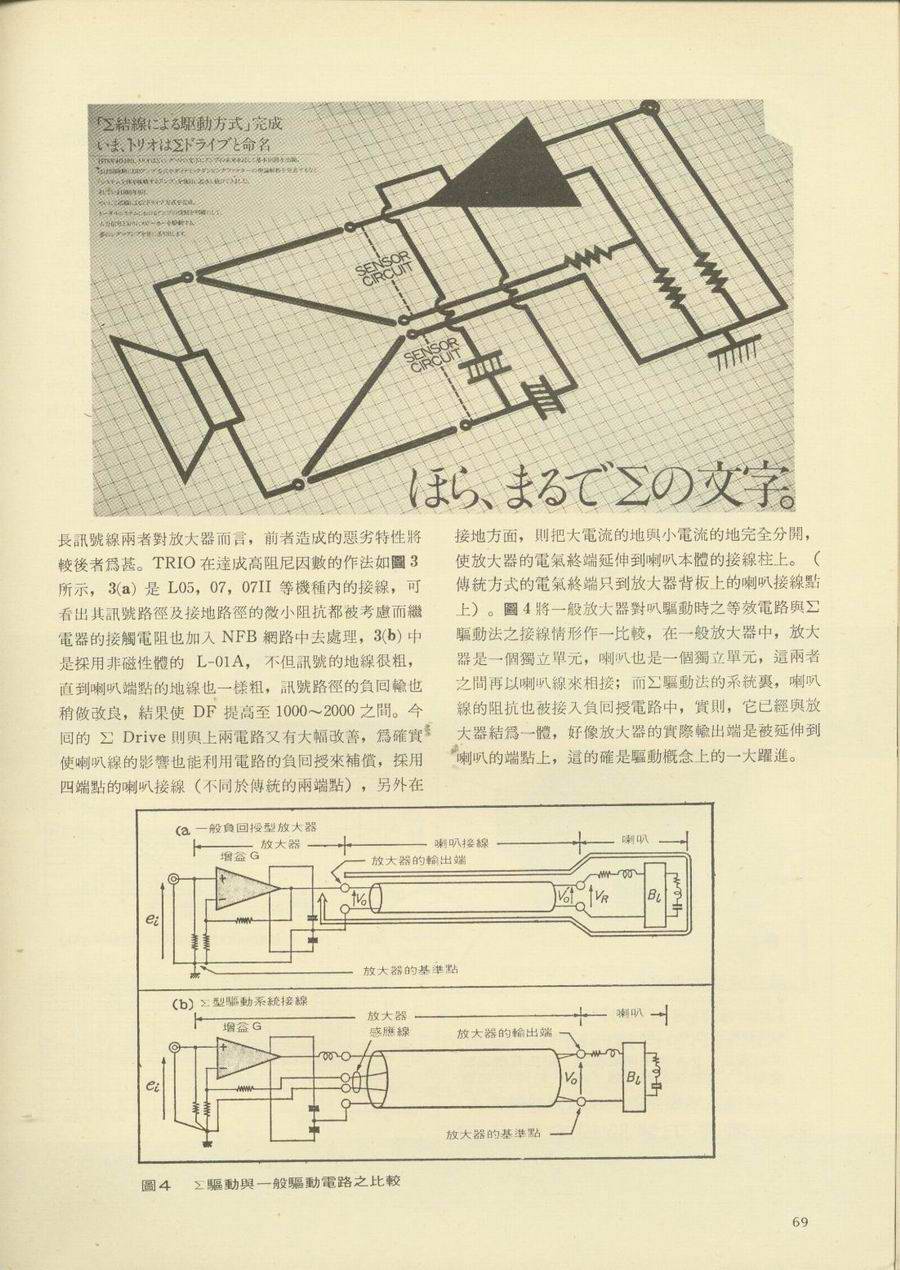 「Σ結線による駆動方式」完成
いま、トリオはΣドライブと命名
SENSOR
CIRCUIT
SENSOR
CIRCUIT
ほら、まるでΣの文字。
長訊號線兩者對放大器而言，前者造成的惡劣特性將
較後者爲甚。TRIO 在達成高阻尼因數的作法如圖 3
所示，3(a) 是 L05，07，07II 等機種內的接線，可
看出其訊號路徑及接地路徑的微小阻抗都被考慮而繼
電器的接觸電阻也加入 NFB 網路中去處理，3(b) 中
是採用非磁性體的 L-01A，不但訊號的地線很粗，
直到喇叭端點的地線也一樣粗，訊號路徑的負回輸也
稍做改良，結果使 DF 提高至 1000～2000 之間。今
回的 Σ Drive 則與上兩電路又有大幅改善，爲確實
使喇叭線的影響也能利用電路的負回授來補償，採用
四端點的喇叭接線（不同於傳統的兩端點），另外在
接地方面，則把大電流的地與小電流的地完全分開，
使放大器的電氣終端延伸到喇叭本體的接線柱上。（
傳統方式的電氣終端只到放大器背板上的喇叭接線點
上）。圖 4 將一般放大器對叭驅動時之等效電路與Σ
驅動法之接線情形作一比較，在一般放大器中，放大
器是一個獨立單元，喇叭也是一個獨立單元，這兩者
之間再以喇叭線來相接；而Σ驅動法的系統裏，喇叭
線的阻抗也被接入負回授電路中，實則，它已經與放
大器結爲一體，好像放大器的實際輸出端是被延伸到
喇叭的端點上，這的確是驅動概念上的一大躍進。
(a 一般負回授型放大器
放大器
喇叭接線
喇叭
增益 G
放大器的輸出端
ei
Vo
Vo
VR
BL
放大器的基準點
(b) Σ型驅動系統接線
放大器
喇叭
增益 G
感應線
放大器的輸出端
ei
Vo
BL
放大器的基準點
圖4 Σ驅動與一般驅動電路之比較
69